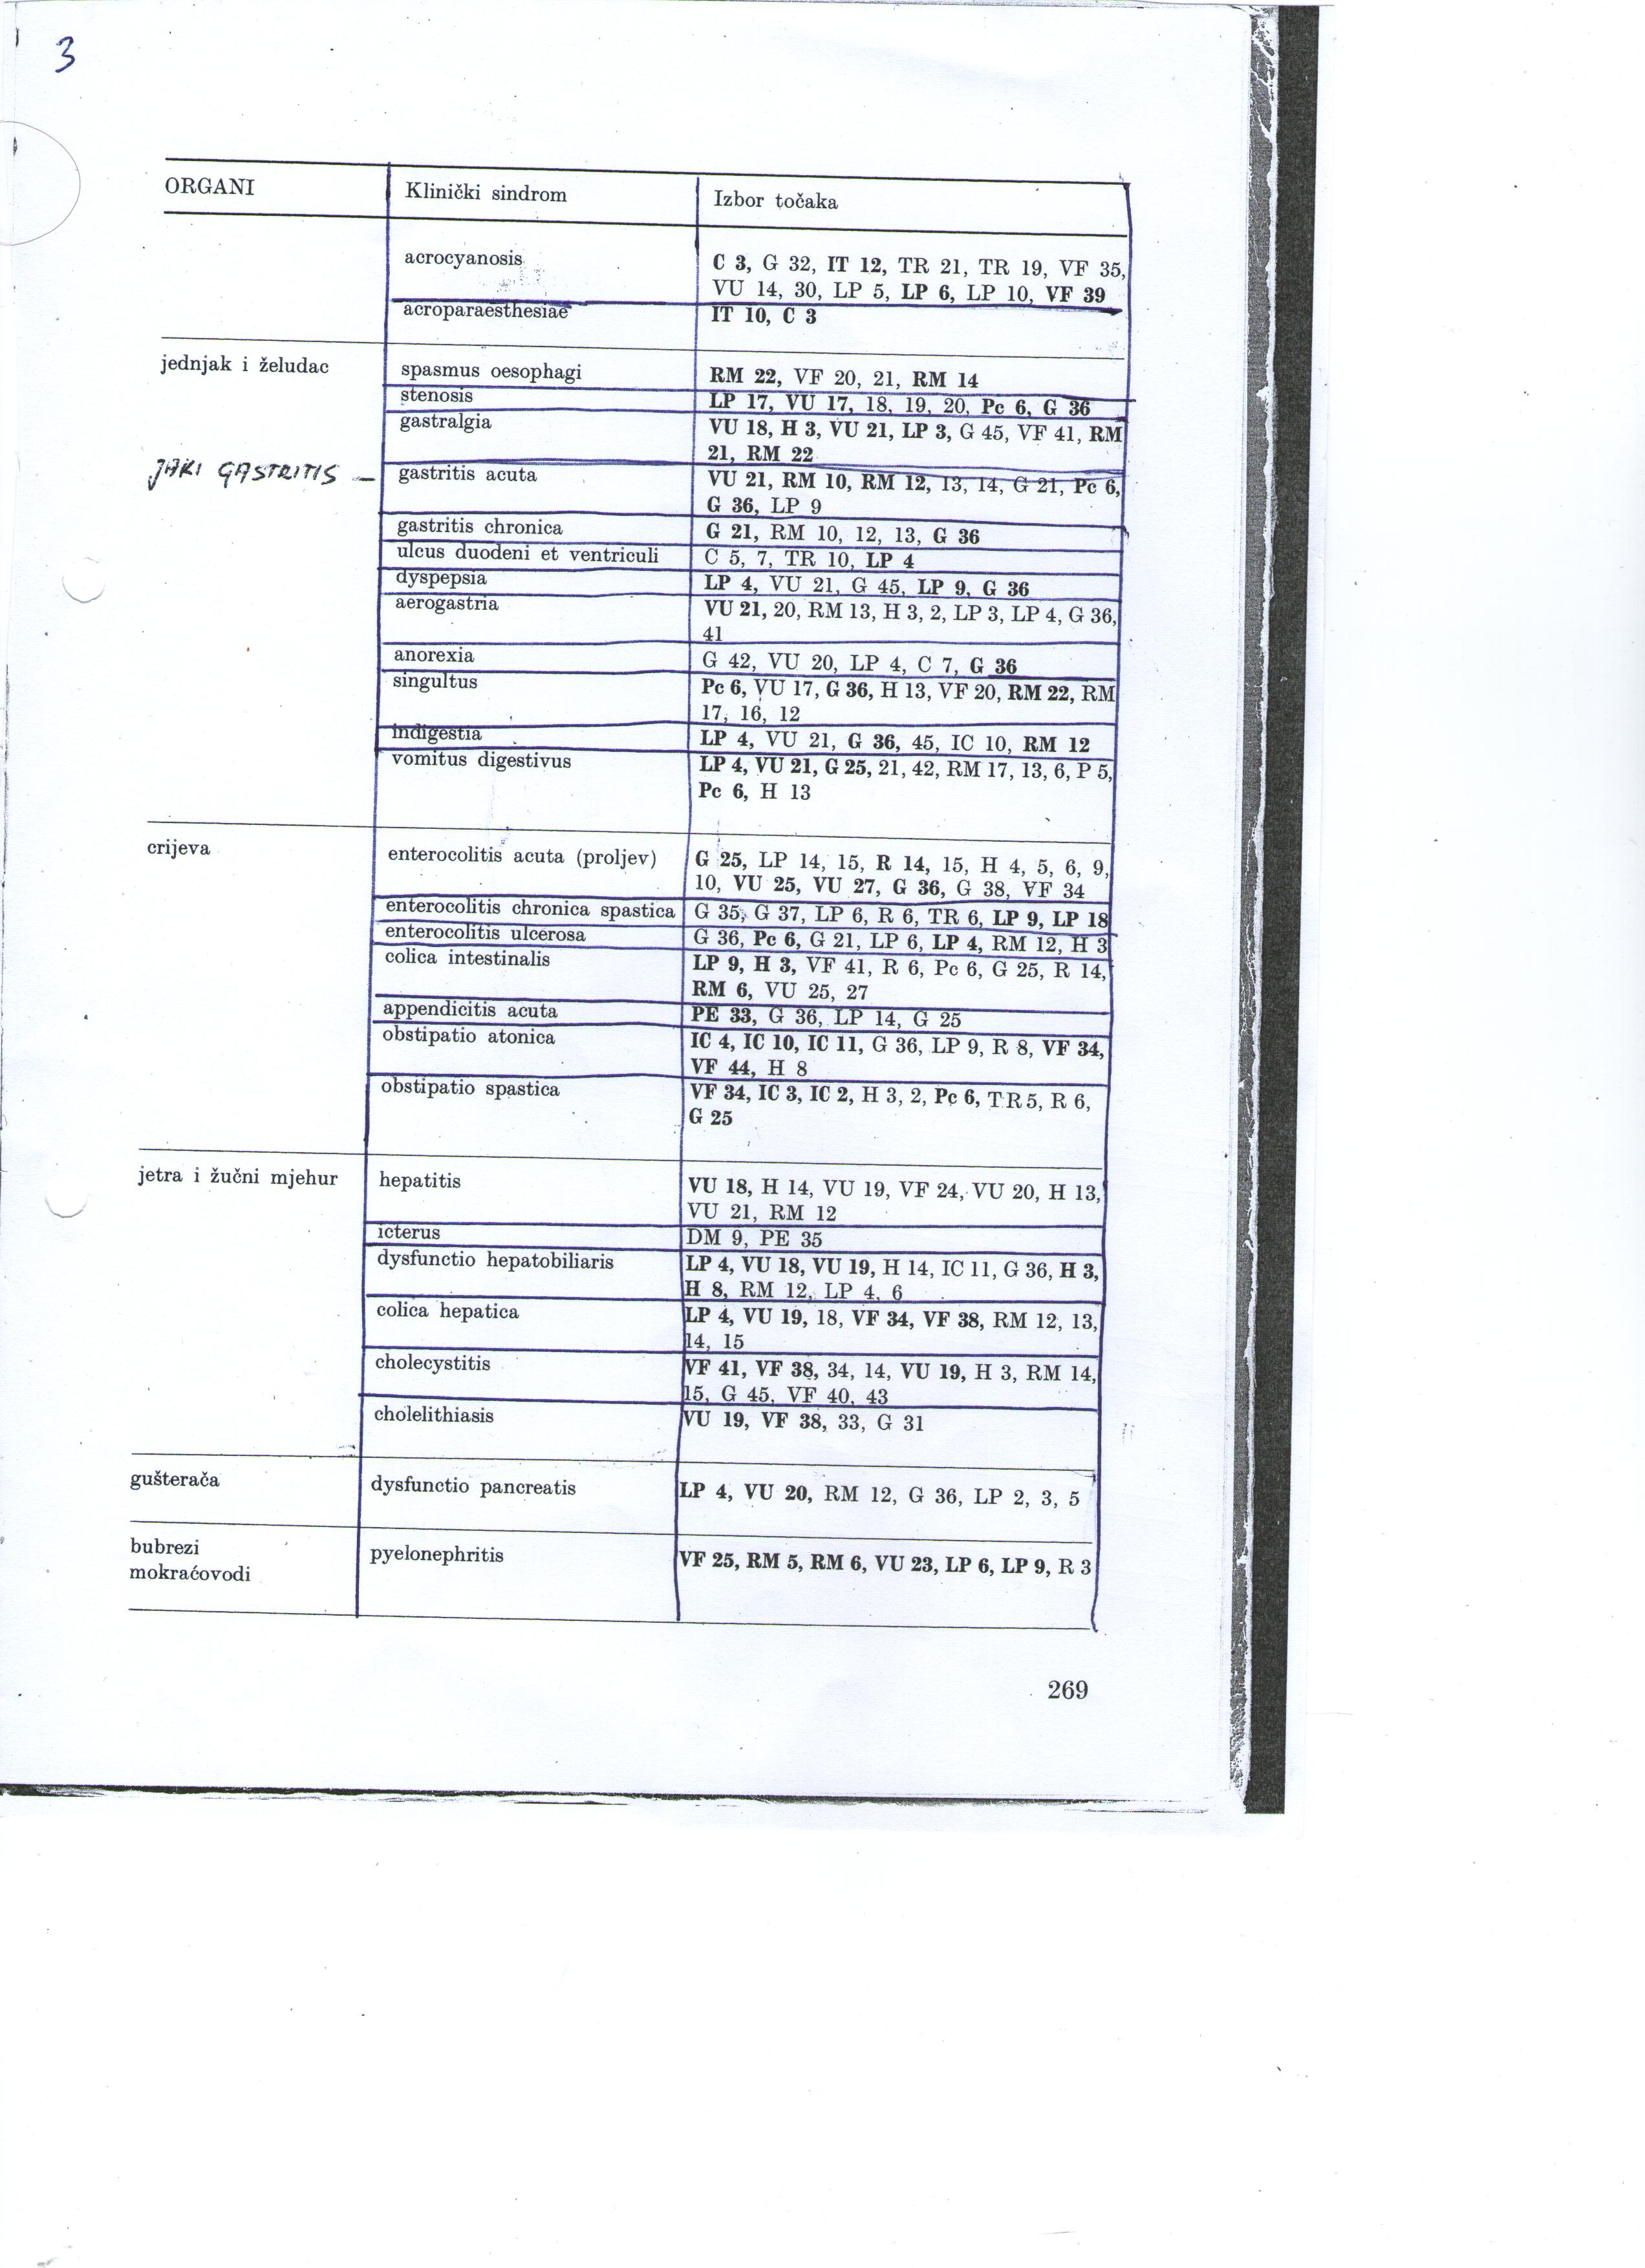 3
ORGANI Klinički sindrom Izbor točaka
acrocyanosis C 3, G 32, IT 12, TR 21, TR 19, VF 35,
VU 14, 30, LP 5, LP 6, LP 10, VF 39
acroparaesthesiae IT 10, C 3
jednjak i želudac spasmus oesophagi RM 22, VF 20, 21, RM 14
stenosis LP 17, VU 17, 18, 19, 20, Pc 6, G 36
gastralgia VU 18, H 3, VU 21, LP 3, G 45, VF 41, RM
21, RM 22
JAKI GASTRITIS – gastritis acuta VU 21, RM 10, RM 12, 13, 14, G 21, Pc 6,
G 36, LP 9
gastritis chronica G 21, RM 10, 12, 13, G 36
ulcus duodeni et ventriculi C 5, 7, TR 10, LP 4
dyspepsia LP 4, VU 21, G 45, LP 9, G 36
aerogastria VU 21, 20, RM 13, H 3, 2, LP 3, LP 4, G 36,
41
anorexia G 42, VU 20, LP 4, C 7, G 36
singultus Pc 6, VU 17, G 36, H 13, VF 20, RM 22, RM
17, 16, 12
indigestia LP 4, VU 21, G 36, 45, IC 10, RM 12
vomitus digestivus LP 4, VU 21, G 25, 21, 42, RM 17, 13, 6, P 5,
Pc 6, H 13
crijeva enterocolitis acuta (proljev) G 25, LP 14, 15, R 14, 15, H 4, 5, 6, 9,
10, VU 25, VU 27, G 36, G 38, VF 34
enterocolitis chronica spastica G 35, G 37, LP 6, R 6, TR 6, LP 9, LP 18
enterocolitis ulcerosa G 36, Pc 6, G 21, LP 6, LP 4, RM 12, H 3
colica intestinalis LP 9, H 3, VF 41, R 6, Pc 6, G 25, R 14,
RM 6, VU 25, 27
appendicitis acuta PE 33, G 36, LP 14, G 25
obstipatio atonica IC 4, IC 10, IC 11, G 36, LP 9, R 8, VF 34,
VF 44, H 8
obstipatio spastica VF 34, IC 3, IC 2, H 3, 2, Pc 6, TR 5, R 6,
G 25
jetra i žučni mjehur hepatitis VU 18, H 14, VU 19, VF 24, VU 20, H 13,
VU 21, RM 12
icterus DM 9, PE 35
dysfunctio hepatobiliaris LP 4, VU 18, VU 19, H 14, IC 11, G 36, H 3,
H 8, RM 12, LP 4, 6
colica hepatica LP 4, VU 19, 18, VF 34, VF 38, RM 12, 13,
14, 15
cholecystitis VF 41, VF 38, 34, 14, VU 19, H 3, RM 14,
15, G 45, VF 40, 43
cholelithiasis VU 19, VF 38, 33, G 31
gušterača dysfunctio pancreatis LP 4, VU 20, RM 12, G 36, LP 2, 3, 5
bubrezi pyelonephritis VF 25, RM 5, RM 6, VU 23, LP 6, LP 9, R 3
mokraćovodi
269